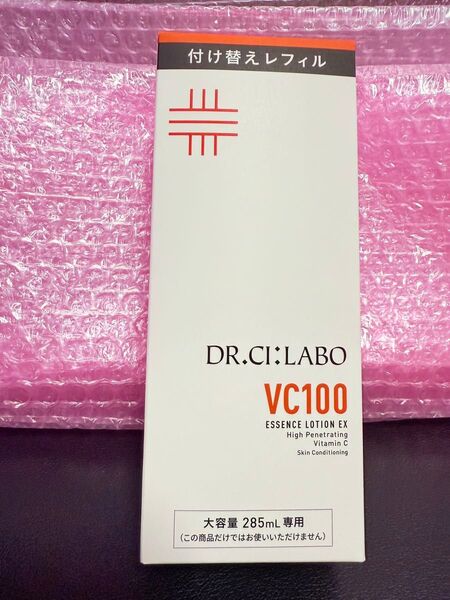 付け替えレフィル
DR.CI:LABO
VC100
ESSENCE LOTION EX
High Penetrating
Vitamin C
Skin Conditioning
大容量 285mL 専用
(この商品だけではお使いいただけません)